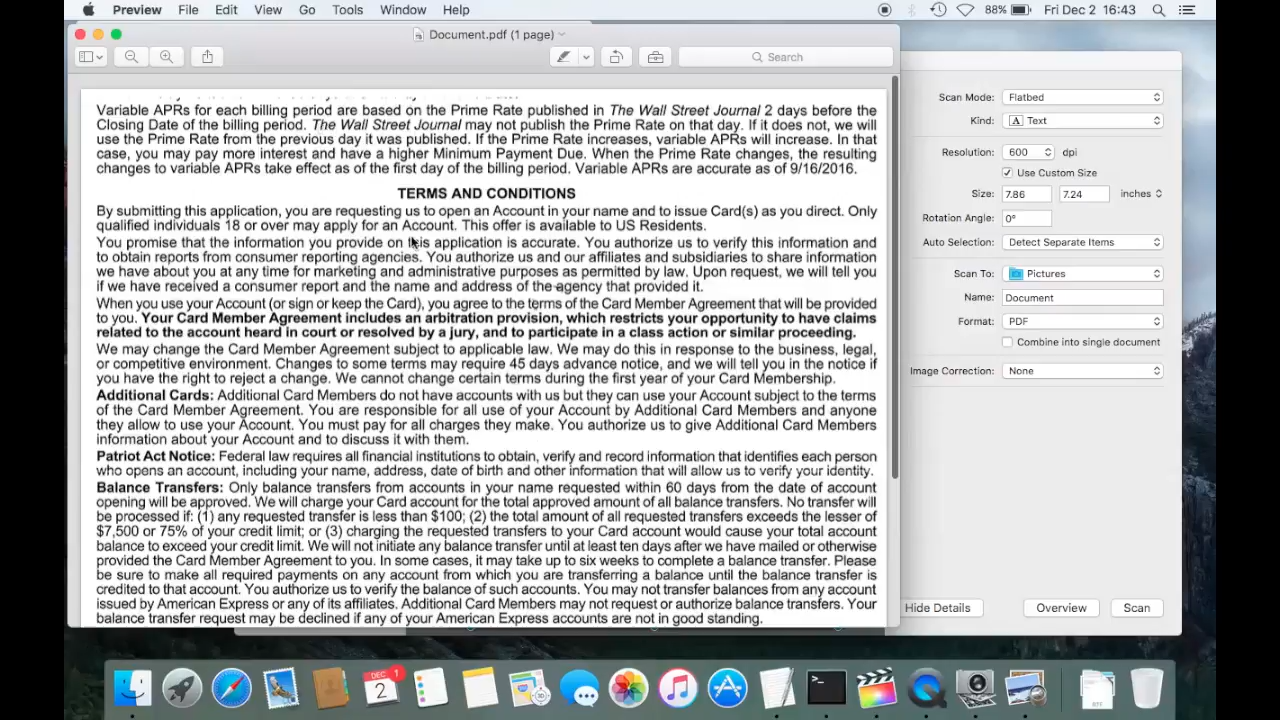 Preview File Edit View Go Tools Window Help 88% Fri Dec 2 16:43
Document.pdf (1 page)
Search
Variable APRs for each billing period are based on the Prime Rate published in The Wall Street Journal 2 days before the
Closing Date of the billing period. The Wall Street Journal may not publish the Prime Rate on that day. If it does not, we will
use the Prime Rate from the previous day it was published. If the Prime Rate increases, variable APRs will increase. In that
case, you may pay more interest and have a higher Minimum Payment Due. When the Prime Rate changes, the resulting
changes to variable APRs take effect as of the first day of the billing period. Variable APRs are accurate as of 9/16/2016.
TERMS AND CONDITIONS
By submitting this application, you are requesting us to open an Account in your name and to issue Card(s) as you direct. Only
qualified individuals 18 or over may apply for an Account. This offer is available to US Residents.
You promise that the information you provide on this application is accurate. You authorize us to verify this information and
to obtain reports from consumer reporting agencies. You authorize us and our affiliates and subsidiaries to share information
we have about you at any time for marketing and administrative purposes as permitted by law. Upon request, we will tell you
if we have received a consumer report and the name and address of the agency that provided it.
When you use your Account (or sign or keep the Card), you agree to the terms of the Card Member Agreement that will be provided
to you. Your Card Member Agreement includes an arbitration provision, which restricts your opportunity to have claims
related to the account heard in court or resolved by a jury, and to participate in a class action or similar proceeding.
We may change the Card Member Agreement subject to applicable law. We may do this in response to the business, legal,
or competitive environment. Changes to some terms may require 45 days advance notice, and we will tell you in the notice if
you have the right to reject a change. We cannot change certain terms during the first year of your Card Membership.
Additional Cards: Additional Card Members do not have accounts with us but they can use your Account subject to the terms
of the Card Member Agreement. You are responsible for all use of your Account by Additional Card Members and anyone
they allow to use your Account. You must pay for all charges they make. You authorize us to give Additional Card Members
information about your Account and to discuss it with them.
Patriot Act Notice: Federal law requires all financial institutions to obtain, verify and record information that identifies each person
who opens an account, including your name, address, date of birth and other information that will allow us to verify your identity.
Balance Transfers: Only balance transfers from accounts in your name requested within 60 days from the date of account
opening will be approved. We will charge your Card account for the total approved amount of all balance transfers. No transfer will
be processed if: (1) any requested transfer is less than $100; (2) the total amount of all requested transfers exceeds the lesser of
$7,500 or 75% of your credit limit; or (3) charging the requested transfers to your Card account would cause your total account
balance to exceed your credit limit. We will not initiate any balance transfer until at least ten days after we have mailed or otherwise
provided the Card Member Agreement to you. In some cases, it may take up to six weeks to complete a balance transfer. Please
be sure to make all required payments on any account from which you are transferring a balance until the balance transfer is
credited to that account. You authorize us to verify the balance of such accounts. You may not transfer balances from any account
issued by American Express or any of its affiliates. Additional Card Members may not request or authorize balance transfers. Your
balance transfer request may be declined if any of your American Express accounts are not in good standing.
Scan Mode: Flatbed
Kind: A Text
Resolution: 600 dpi
Use Custom Size
Size: 7.86 7.24 inches
Rotation Angle: 0°
Auto Selection: Detect Separate Items
Scan To: Pictures
Name: Document
Format: PDF
Combine into single document
Image Correction: None
Hide Details Overview Scan
DEC 2 1
3D
RTF